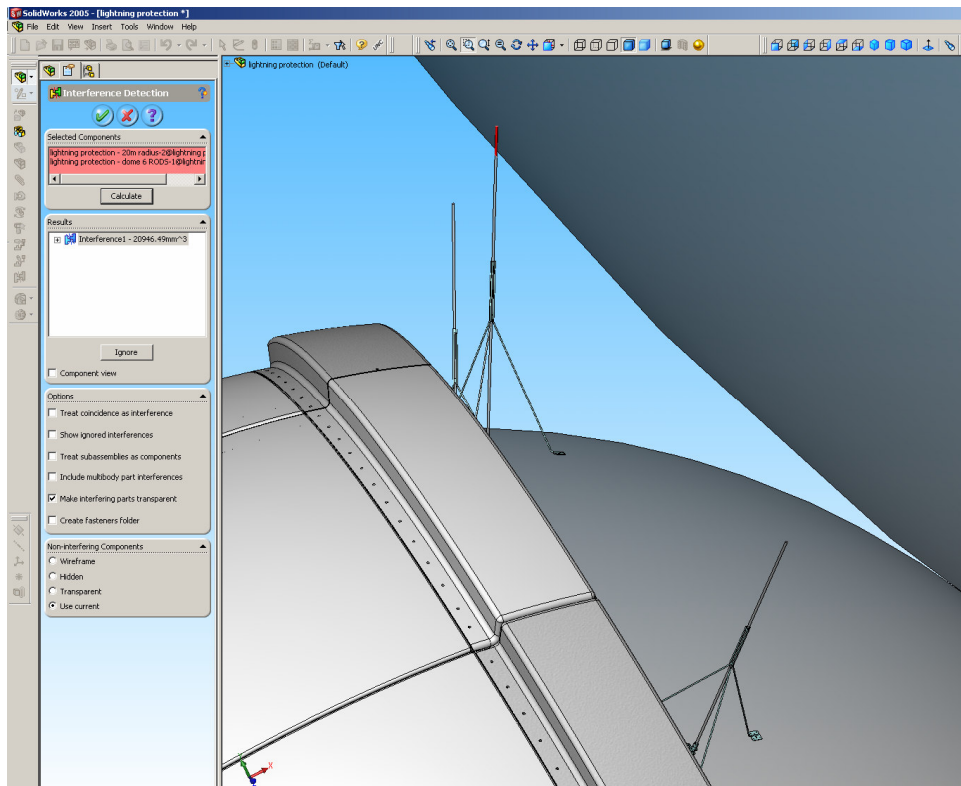 SolidWorks 2005 - [lightning protection *]
File Edit View Insert Tools Window Help
lightning protection (Default)
Interference Detection
Selected Components
lightning protection - 20m radius-2@lightning p
lightning protection - dome 6 RODS-1@lightnin
Calculate
Results
Interference1 - 20946.49mm^3
Ignore
Component view
Options
Treat coincidence as interference
Show ignored interferences
Treat subassemblies as components
Include multibody part interferences
Make interfering parts transparent
Create fasteners folder
Non-interfering Components
Wireframe
Hidden
Transparent
Use current
X